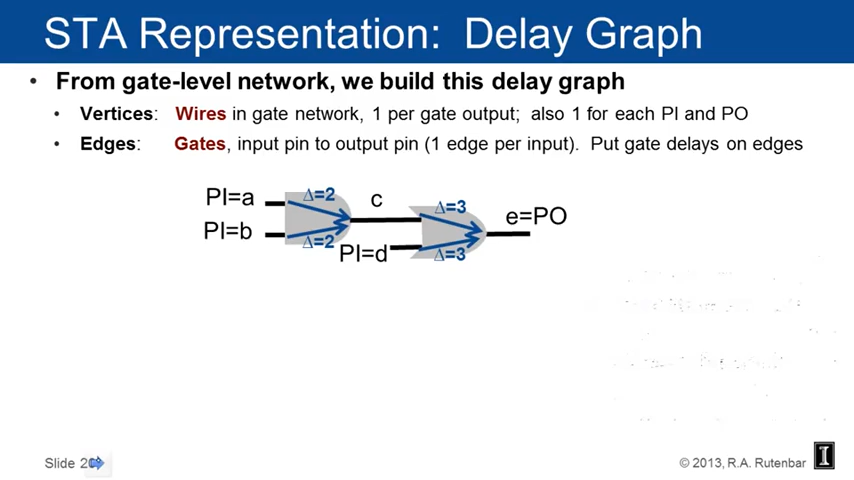 STA Representation: Delay Graph
• From gate-level network, we build this delay graph
• Vertices: Wires in gate network, 1 per gate output; also 1 for each PI and PO
• Edges: Gates, input pin to output pin (1 edge per input). Put gate delays on edges
PI=a
Δ=2
c
Δ=3
e=PO
PI=b
Δ=2
PI=d
Δ=3
Slide
© 2013, R.A. Rutenbar
I